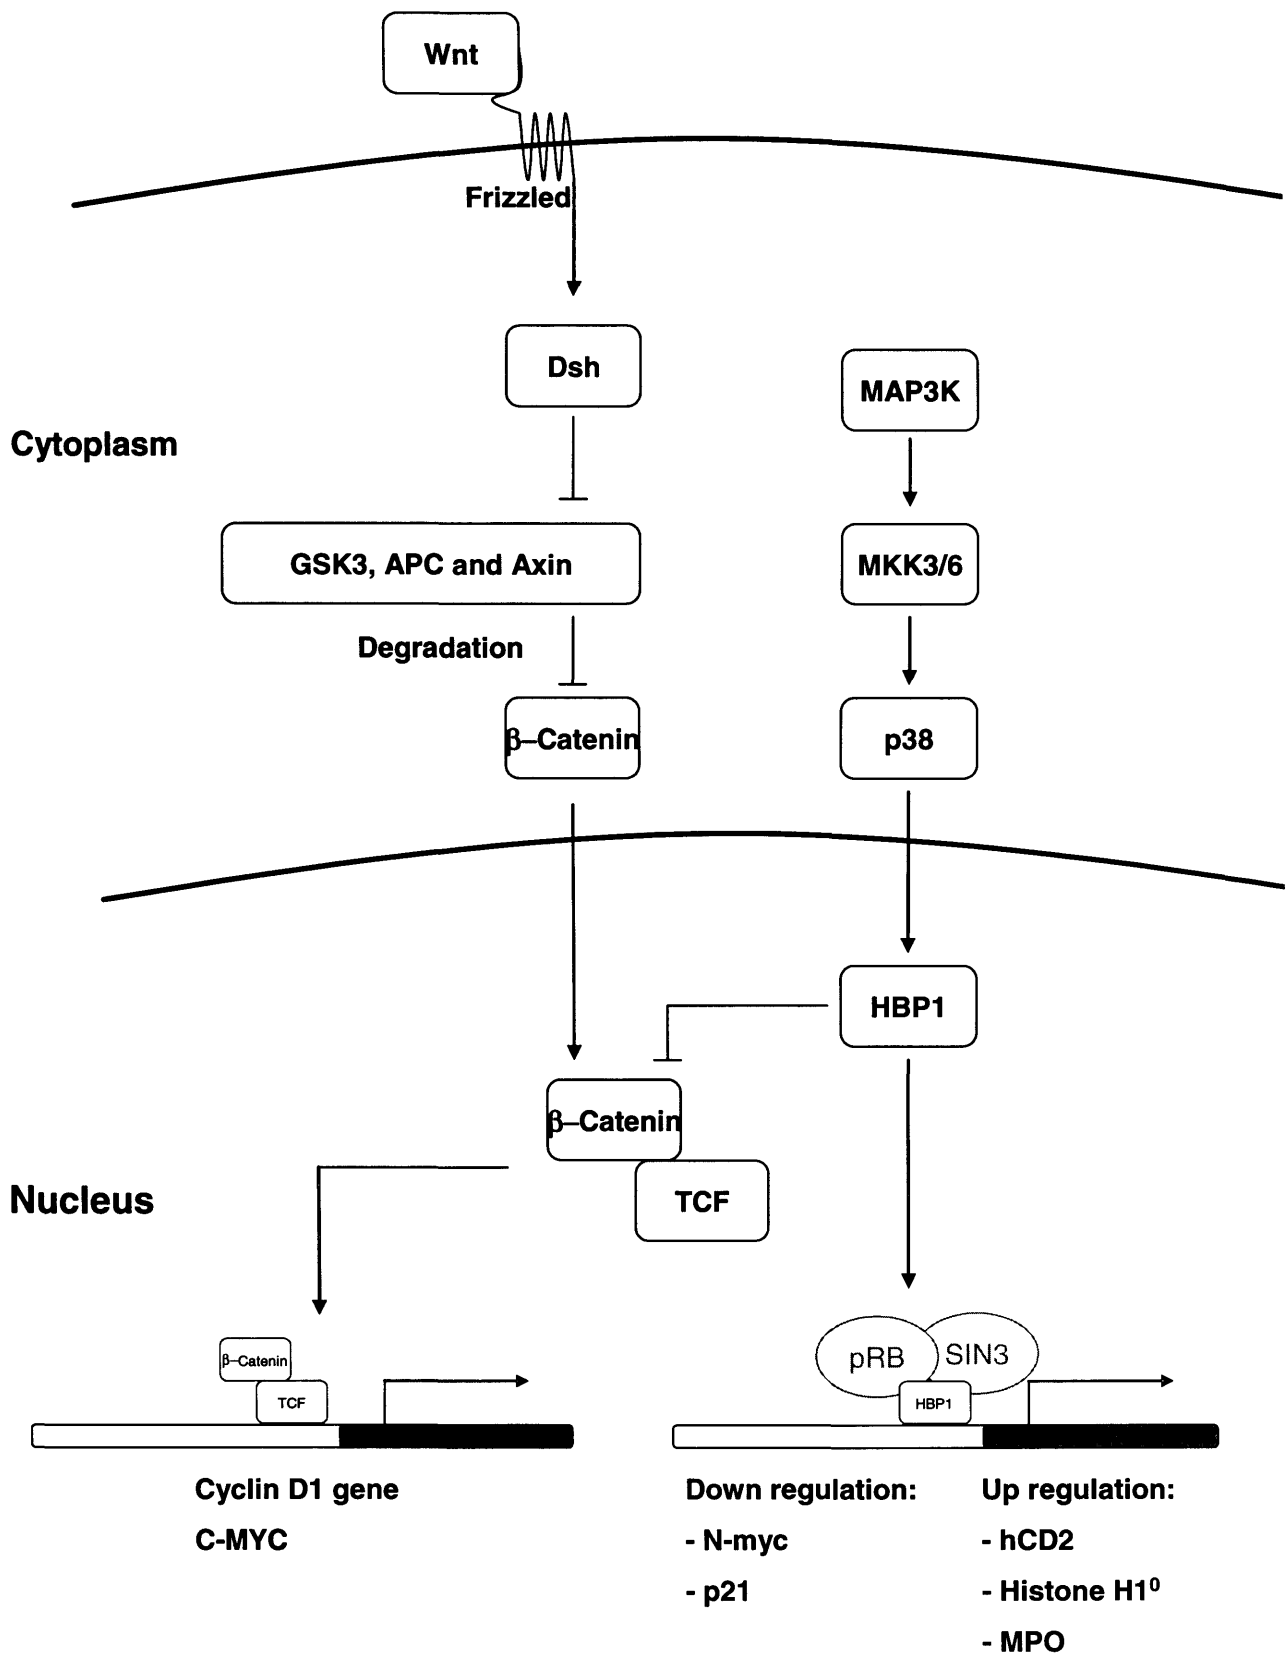 Wnt
Frizzled
Dsh
MAP3K
Cytoplasm
GSK3, APC and Axin
MKK3/6
Degradation
β–Catenin
p38
HBP1
β–Catenin
TCF
Nucleus
β–Catenin
TCF
pRB
SIN3
HBP1
Cyclin D1 gene
C-MYC
Down regulation:
- N-myc
- p21
Up regulation:
- hCD2
- Histone H1⁰
- MPO